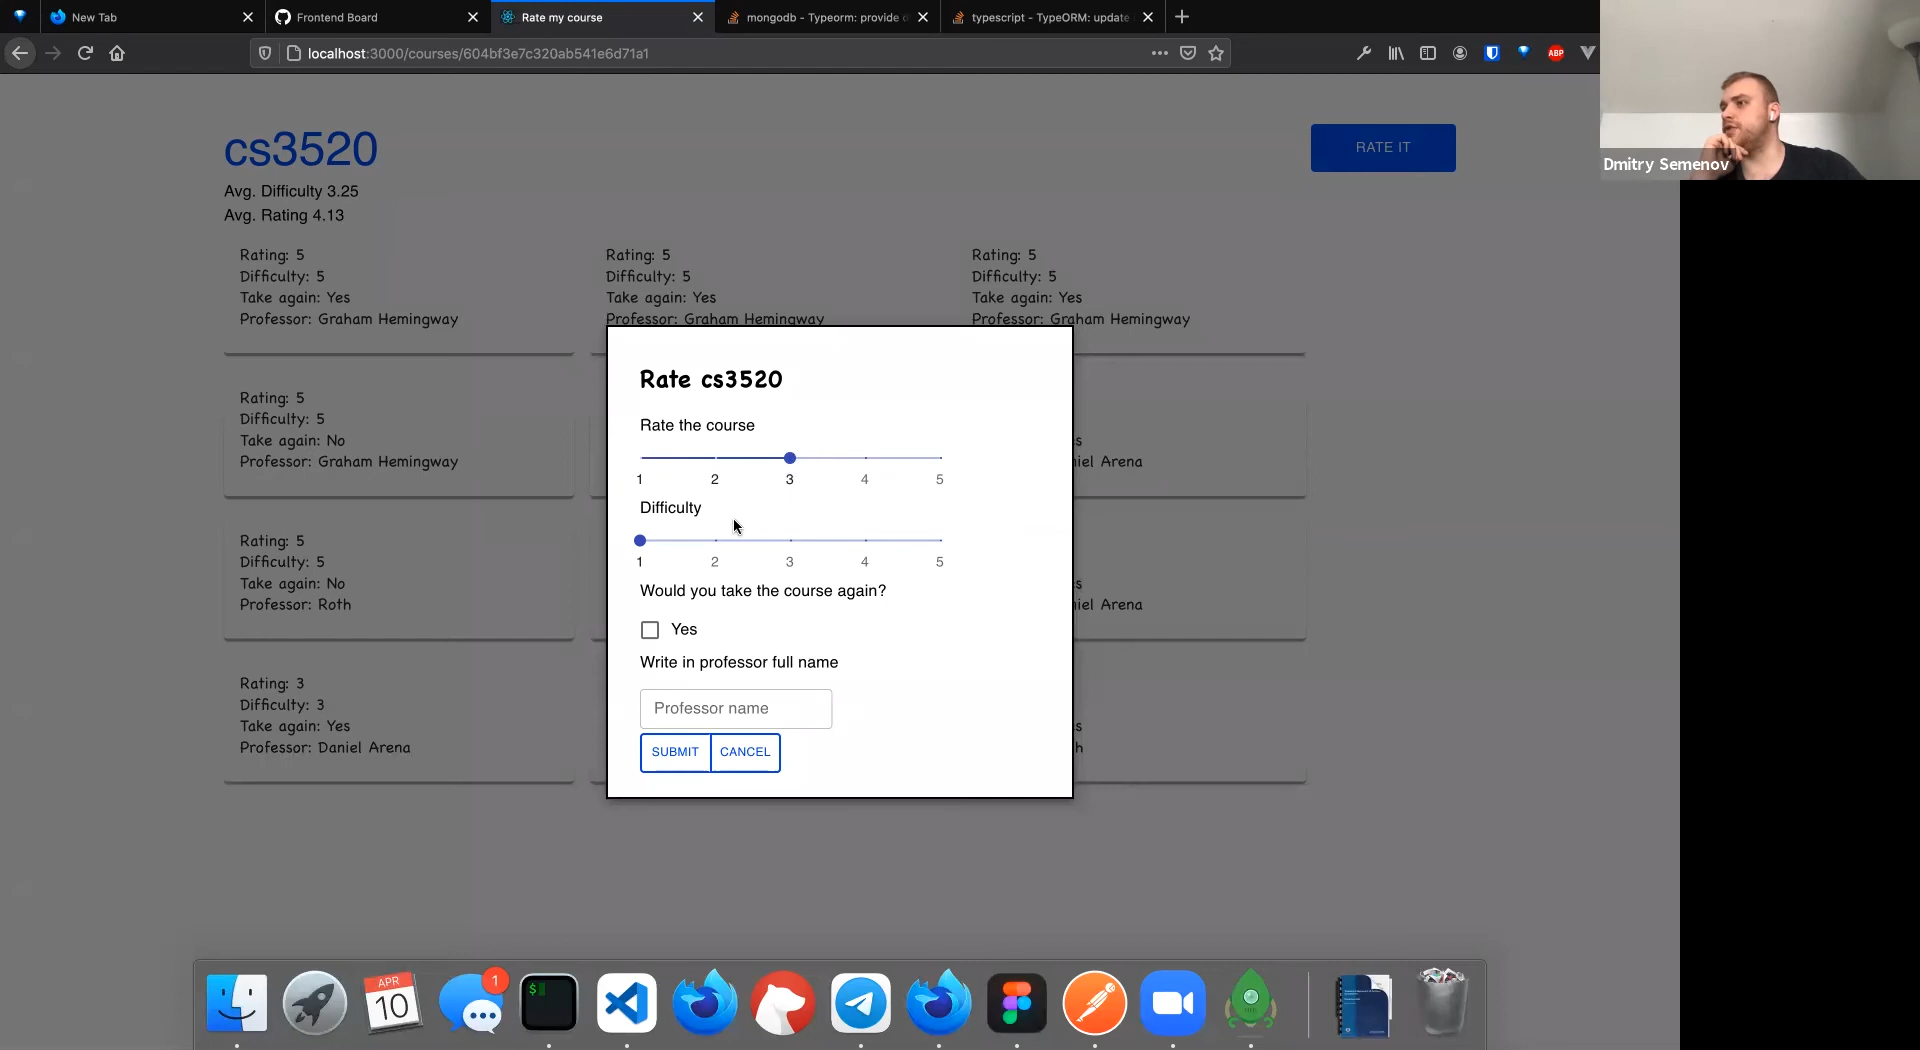 New Tab
Frontend Board
Rate my course
mongodb - Typeorm: provide
typescript - TypeORM: update
localhost:3000/courses/604bf3e7c320ab541e6d71a1
ABP
Dmitry Semenov
cs3520
RATE IT
Avg. Difficulty 3.25
Avg. Rating 4.13
Rating: 5
Difficulty: 5
Take again: Yes
Professor: Graham Hemingway
Rating: 5
Difficulty: 5
Take again: Yes
Professor: Graham Hemingway
Rating: 5
Difficulty: 5
Take again: Yes
Professor: Graham Hemingway
Rating: 5
Difficulty: 5
Take again: No
Professor: Graham Hemingway
s
iel Arena
Rating: 5
Difficulty: 5
Take again: No
Professor: Roth
s
iel Arena
Rating: 3
Difficulty: 3
Take again: Yes
Professor: Daniel Arena
s
h
Rate cs3520
Rate the course
1 2 3 4 5
Difficulty
1 2 3 4 5
Would you take the course again?
Yes
Write in professor full name
Professor name
SUBMIT CANCEL
APR
10
1
$